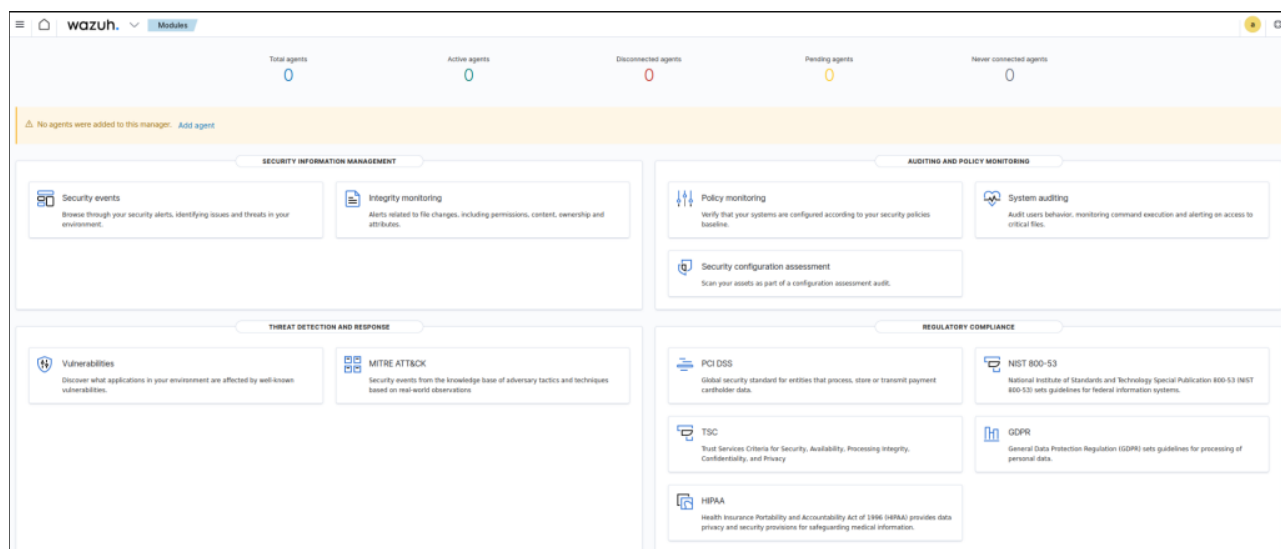 wazuh. Modules a
Total agents
0
Active agents
0
Disconnected agents
0
Pending agents
0
Never connected agents
0
No agents were added to this manager. Add agent
SECURITY INFORMATION MANAGEMENT
Security events
Browse through your security alerts, identifying issues and threats in your
environment.
Integrity monitoring
Alerts related to file changes, including permissions, content, ownership and
attributes.
AUDITING AND POLICY MONITORING
Policy monitoring
Verify that your systems are configured according to your security policies
baseline.
System auditing
Audit users behavior, monitoring command execution and alerting on access to
critical files.
Security configuration assessment
Scan your assets as part of a configuration assessment audit.
THREAT DETECTION AND RESPONSE
Vulnerabilities
Discover what applications in your environment are affected by well-known
vulnerabilities.
MITRE ATT&CK
Security events from the knowledge base of adversary tactics and techniques
based on real-world observations
REGULATORY COMPLIANCE
PCI DSS
Global security standard for entities that process, store or transmit payment
cardholder data.
NIST 800-53
National Institute of Standards and Technology Special Publication 800-53 (NIST
800-53) sets guidelines for federal information systems.
TSC
Trust Services Criteria for Security, Availability, Processing Integrity,
Confidentiality, and Privacy
GDPR
General Data Protection Regulation (GDPR) sets guidelines for processing of
personal data.
HIPAA
Health Insurance Portability and Accountability Act of 1996 (HIPAA) provides data
privacy and security provisions for safeguarding medical information.